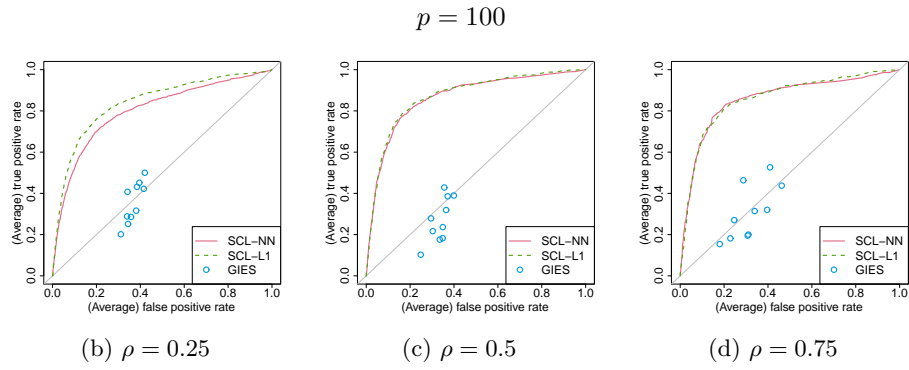 p = 100
(Average) true positive rate
1.0
0.8
0.6
0.4
0.2
0.0
SCL−NN
SCL−L1
GIES
0.0 0.2 0.4 0.6 0.8 1.0
(Average) false positive rate
(b) ρ = 0.25
(Average) true positive rate
1.0
0.8
0.6
0.4
0.2
0.0
SCL−NN
SCL−L1
GIES
0.0 0.2 0.4 0.6 0.8 1.0
(Average) false positive rate
(c) ρ = 0.5
(Average) true positive rate
1.0
0.8
0.6
0.4
0.2
0.0
SCL−NN
SCL−L1
GIES
0.0 0.2 0.4 0.6 0.8 1.0
(Average) false positive rate
(d) ρ = 0.75